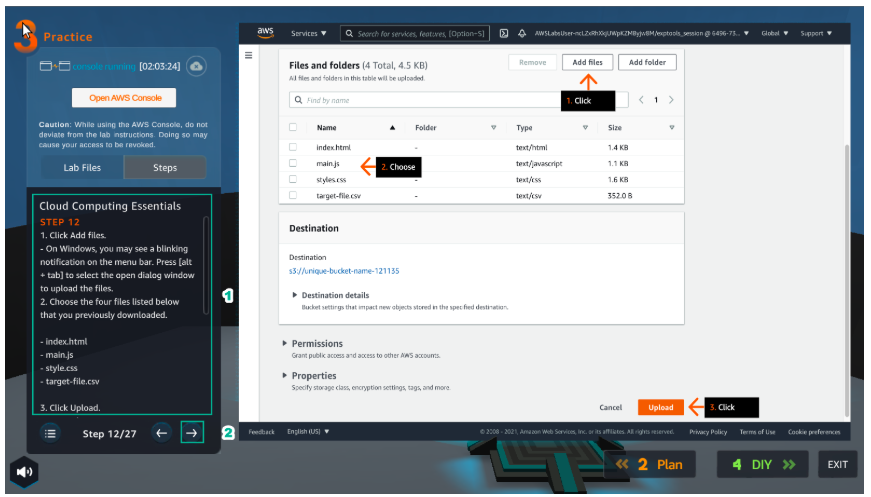 3 Practice
console running [02:03:24]
Open AWS Console
Caution: While using the AWS Console, do not
deviate from the lab instructions. Doing so may
cause your access to be revoked.
Lab Files Steps
Cloud Computing Essentials
STEP 12
1. Click Add files.
- On Windows, you may see a blinking
notification on the menu bar. Press [alt
+ tab] to select the open dialog window
to upload the files.
2. Choose the four files listed below
that you previously downloaded.
- index.html
- main.js
- style.css
- target-file.csv
3. Click Upload.
1
Step 12/27
2
aws Services Search for services, features, [Option+S] Global Support
Files and folders (4 Total, 4.5 KB)
All files and folders in this table will be uploaded.
Remove Add files Add folder
Find by name
1. Click
1
Name Folder Type Size
index.html - text/html 1.4 KB
main.js text/javascript 1.1 KB
2. Choose
styles.css - text/css 1.6 KB
target-file.csv - text/csv 352.0 B
Destination
Destination
s3://unique-bucket-name-121135
Destination details
Bucket settings that impact new objects stored in the specified destination.
Permissions
Grant public access and access to other AWS accounts.
Properties
Specify storage class, encryption settings, tags, and more.
Cancel Upload
3. Click
Feedback English (US) © 2008 - 2021, Amazon Web Services, Inc. or its affiliates. All rights reserved. Privacy Policy Terms of Use Cookie preferences
2 Plan
4 DIY
EXIT